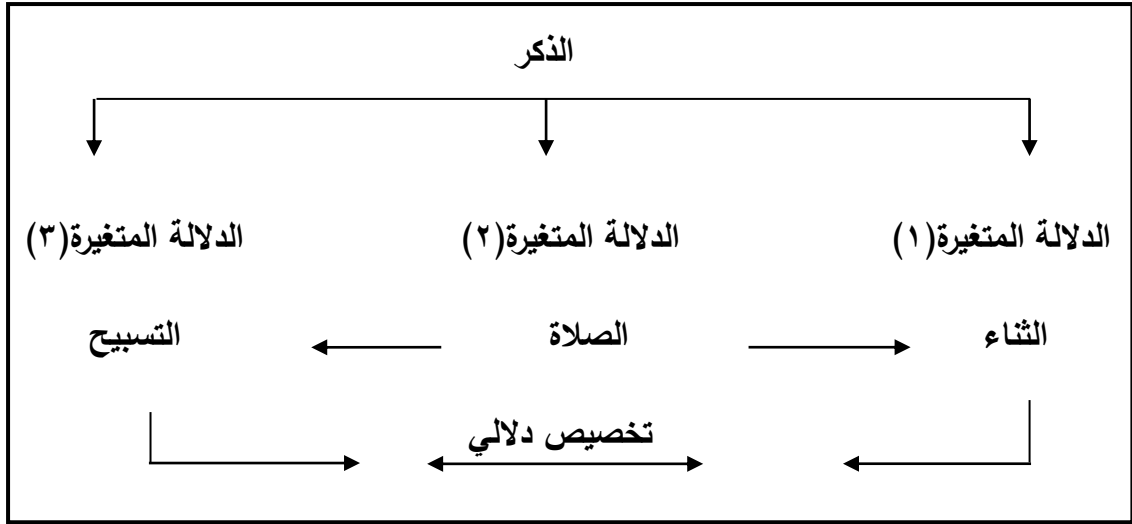 الذكر
الدلالة المتغيرة(١) الدلالة المتغيرة(٢) الدلالة المتغيرة(٣)
الثناء الصلاة التسبيح
تخصيص دلالي